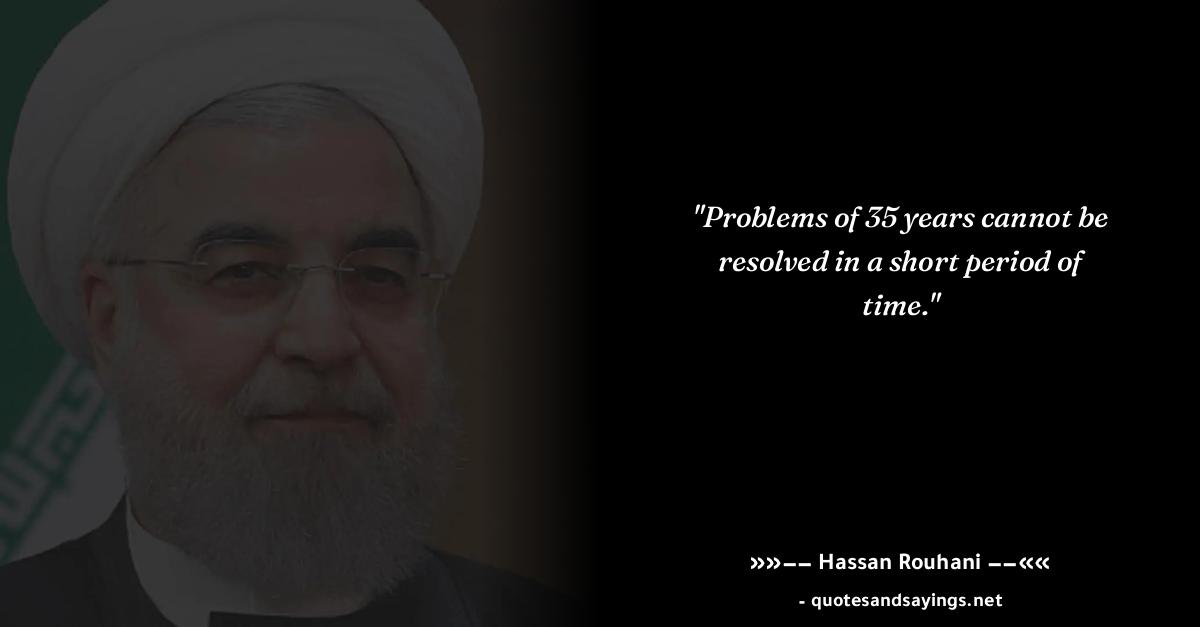 "Problems of 35 years cannot be
resolved in a short period of
time."
»»−− Hassan Rouhani −−««
- quotesandsayings.net